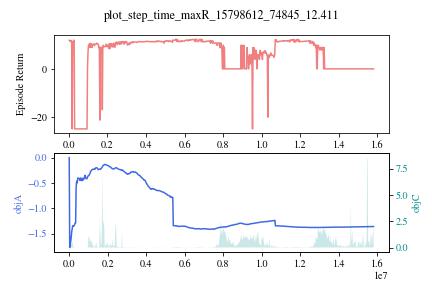 plot_step_time_maxR_15798612_74845_12.411
Episode Return
0
−20
0.0 0.2 0.4 0.6 0.8 1.0 1.2 1.4 1.6
objA
0.0
−0.5
−1.0
−1.5
7.5
5.0
2.5
0.0
objC
0.0 0.2 0.4 0.6 0.8 1.0 1.2 1.4 1.6
1e7